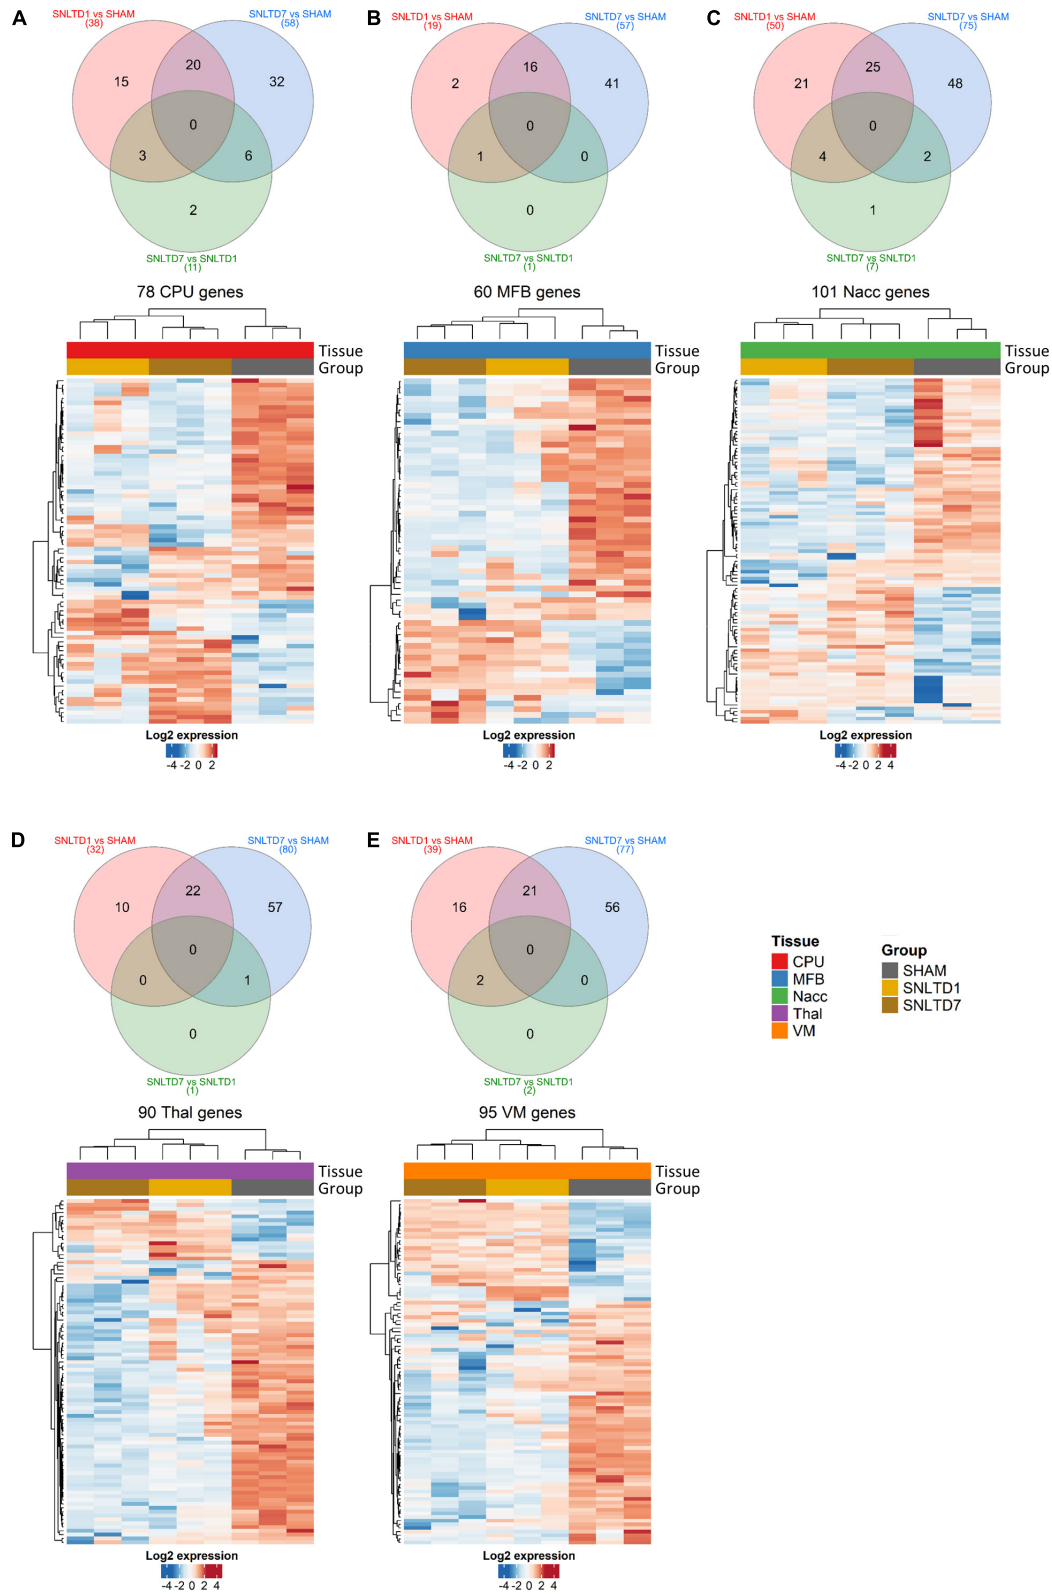 A
SNLTD1 vs SHAM
(38)
SNLTD7 vs SHAM
(58)
15
20
32
0
3
6
2
SNLTD7 vs SNLTD1
(11)
78 CPU genes
Tissue
Group
Log2 expression
-4 -2 0 2
B
SNLTD1 vs SHAM
(19)
SNLTD7 vs SHAM
(57)
2
16
41
0
1
0
0
SNLTD7 vs SNLTD1
(1)
60 MFB genes
Tissue
Group
Log2 expression
-4 -2 0 2
C
SNLTD1 vs SHAM
(50)
SNLTD7 vs SHAM
(75)
21
25
48
0
4
2
1
SNLTD7 vs SNLTD1
(7)
101 Nacc genes
Tissue
Group
Log2 expression
-4 -2 0 2 4
D
SNLTD1 vs SHAM
(32)
SNLTD7 vs SHAM
(80)
10
22
57
0
0
1
0
SNLTD7 vs SNLTD1
(1)
90 Thal genes
Tissue
Group
Log2 expression
-4 -2 0 2 4
E
SNLTD1 vs SHAM
(39)
SNLTD7 vs SHAM
(77)
16
21
56
0
2
0
0
SNLTD7 vs SNLTD1
(2)
95 VM genes
Tissue
Group
Log2 expression
-4 -2 0 2 4
Tissue
CPU
MFB
Nacc
Thal
VM
Group
SHAM
SNLTD1
SNLTD7